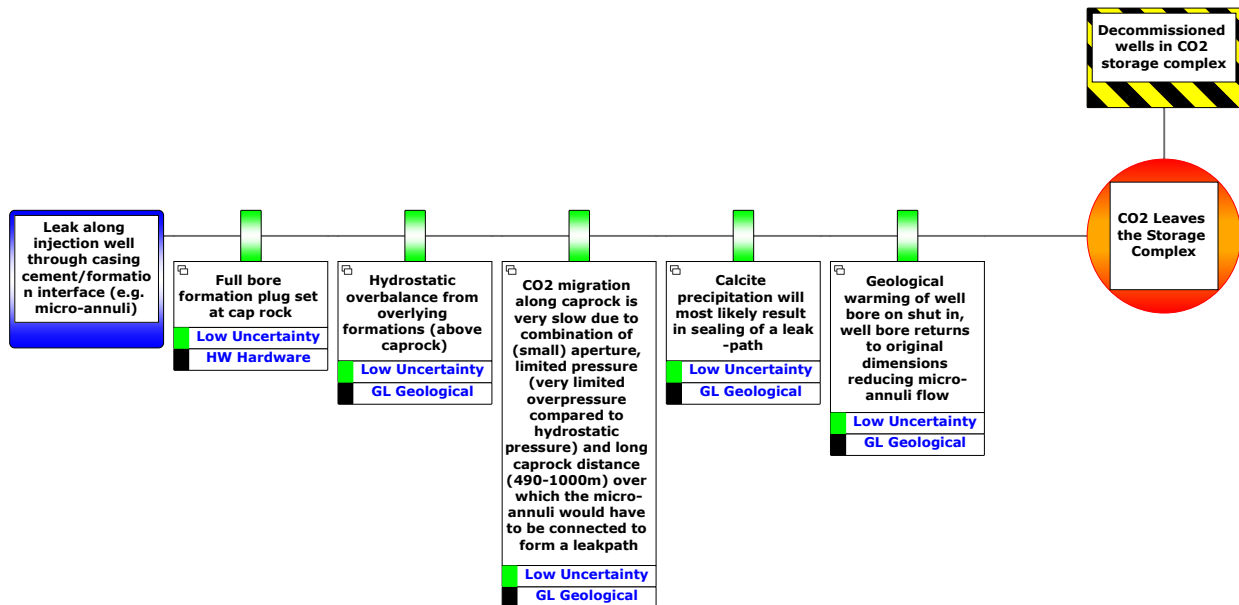 Decommissioned
wells in CO2
storage complex
Leak along
injection well
through casing
cement/formatio
n interface (e.g.
micro-annuli)
CO2 Leaves
the Storage
Complex
Full bore
formation plug set
at cap rock
Low Uncertainty
HW Hardware
Hydrostatic
overbalance from
overlying
formations (above
caprock)
Low Uncertainty
GL Geological
CO2 migration
along caprock is
very slow due to
combination of
(small) aperture,
limited pressure
(very limited
overpressure
compared to
hydrostatic
pressure) and long
caprock distance
(490-1000m) over
which the micro-
annuli would have
to be connected to
form a leakpath
Low Uncertainty
GL Geological
Calcite
precipitation will
most likely result
in sealing of a leak
-path
Low Uncertainty
GL Geological
Geological
warming of well
bore on shut in,
well bore returns
to original
dimensions
reducing micro-
annuli flow
Low Uncertainty
GL Geological